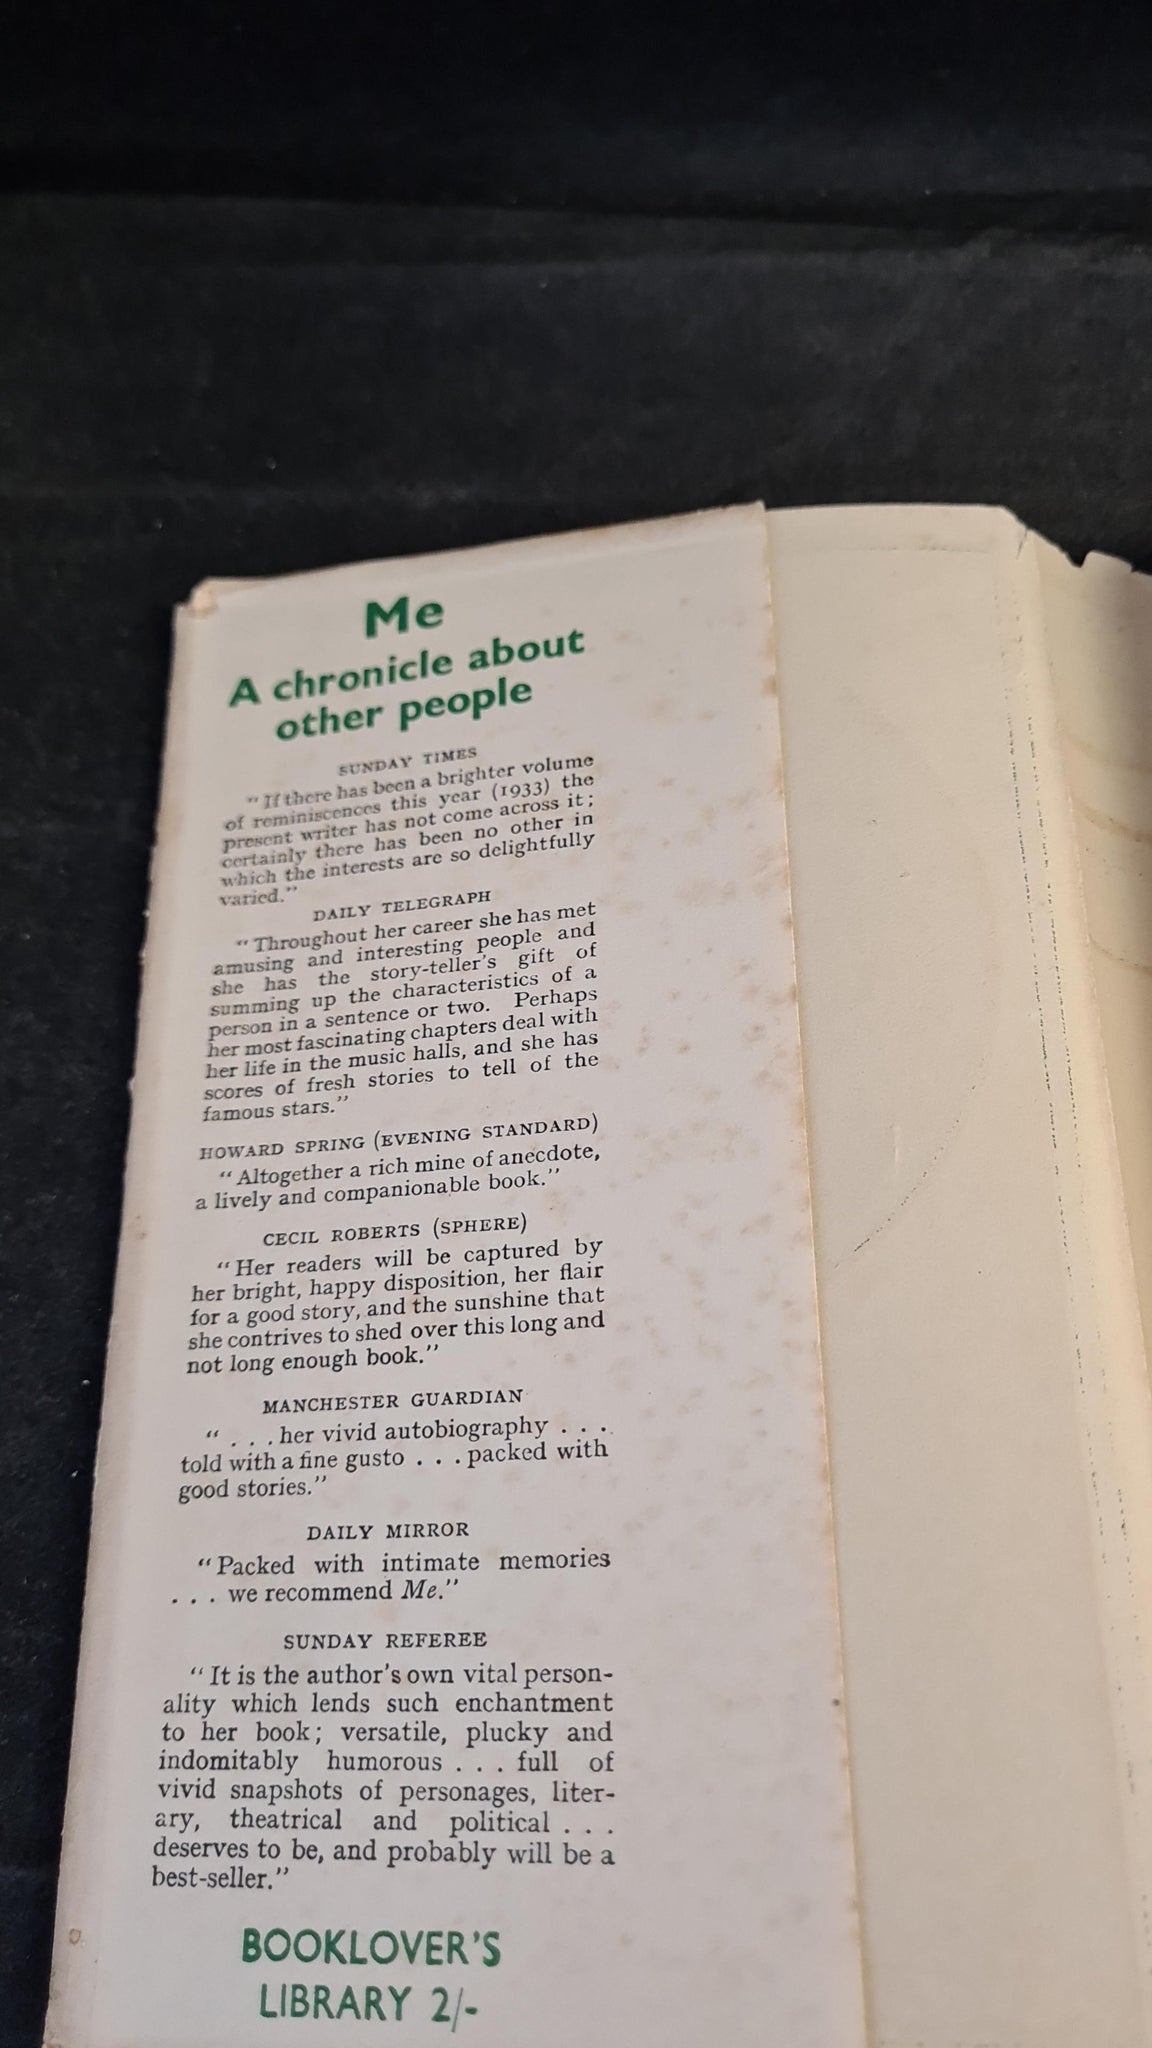 Me
A chronicle about
other people
SUNDAY TIMES
"If there has been a brighter volume
of reminiscences this year (1933) the
present writer has not come across it;
certainly there has been no other in
which the interests are so delightfully
varied."
DAILY TELEGRAPH
"Throughout her career she has met
amusing and interesting people and
she has the story-teller's gift of
summing up the characteristics of a
person in a sentence or two. Perhaps
her most fascinating chapters deal with
her life in the music halls, and she has
scores of fresh stories to tell of the
famous stars."
HOWARD SPRING (EVENING STANDARD)
"Altogether a rich mine of anecdote,
a lively and companionable book."
CECIL ROBERTS (SPHERE)
"Her readers will be captured by
her bright, happy disposition, her flair
for a good story, and the sunshine that
she contrives to shed over this long and
not long enough book."
MANCHESTER GUARDIAN
". . . her vivid autobiography . . .
told with a fine gusto . . . packed with
good stories."
DAILY MIRROR
"Packed with intimate memories
. . . we recommend Me."
SUNDAY REFEREE
"It is the author's own vital person-
ality which lends such enchantment
to her book; versatile, plucky and
indomitably humorous . . . full of
vivid snapshots of personages, liter-
ary, theatrical and political . . .
deserves to be, and probably will be a
best-seller."
BOOKLOVER'S
LIBRARY 2/-